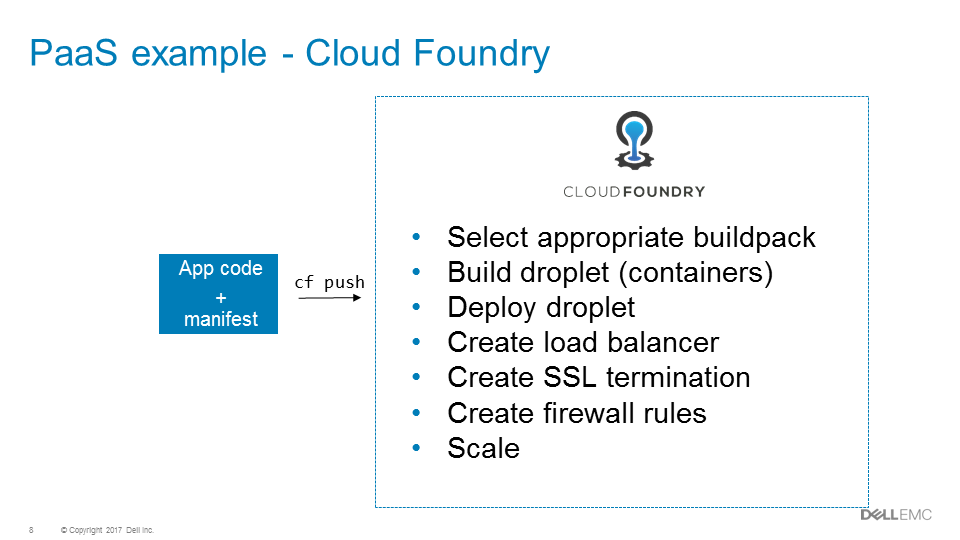 PaaS example - Cloud Foundry
CLOUDFOUNDRY
App code
+
manifest
cf push
• Select appropriate buildpack
• Build droplet (containers)
• Deploy droplet
• Create load balancer
• Create SSL termination
• Create firewall rules
• Scale
8 © Copyright 2017 Dell Inc.
DELLEMC